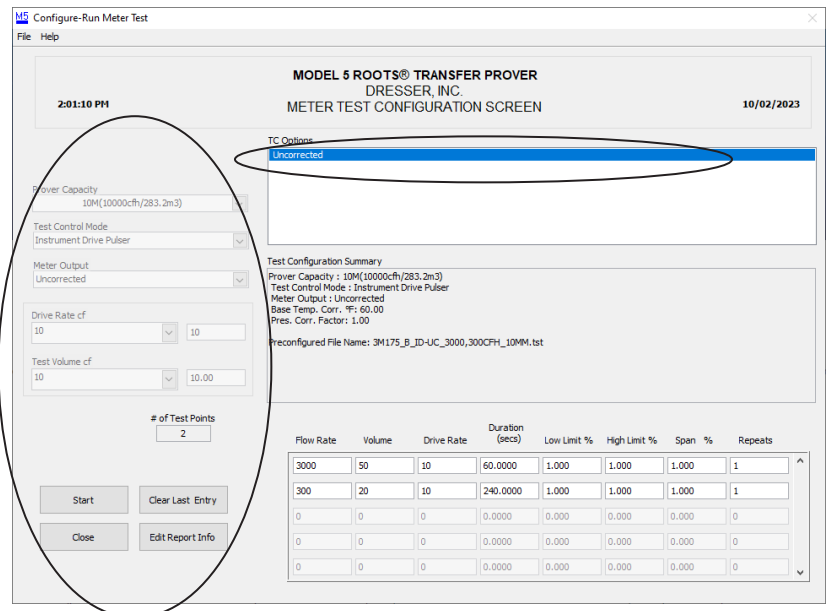 M5 Configure-Run Meter Test
File Help
MODEL 5 ROOTS® TRANSFER PROVER
DRESSER, INC.
2:01:10 PM METER TEST CONFIGURATION SCREEN 10/02/2023
TC Options
Uncorrected
Prover Capacity
10M(10000cfh/283.2m3)
Test Control Mode
Instrument Drive Pulser
Meter Output
Uncorrected
Drive Rate cf
10 10
Test Volume cf
10 10.00
# of Test Points
2
Start Clear Last Entry
Close Edit Report Info
Test Configuration Summary
Prover Capacity : 10M(10000cfh/283.2m3)
Test Control Mode : Instrument Drive Pulser
Meter Output : Uncorrected
Base Temp. Corr. °F: 60.00
Pres. Corr. Factor: 1.00
Preconfigured File Name: 3M175_B_ID-UC_3000,300CFH_10MM.tst
Flow Rate Volume Drive Rate Duration (secs) Low Limit % High Limit % Span % Repeats
3000 50 10 60.0000 1.000 1.000 1.000 1
300 20 10 240.0000 1.000 1.000 1.000 1
0 0 0 0.0000 0.000 0.000 0.000 0
0 0 0 0.0000 0.000 0.000 0.000 0
0 0 0 0.0000 0.000 0.000 0.000 0